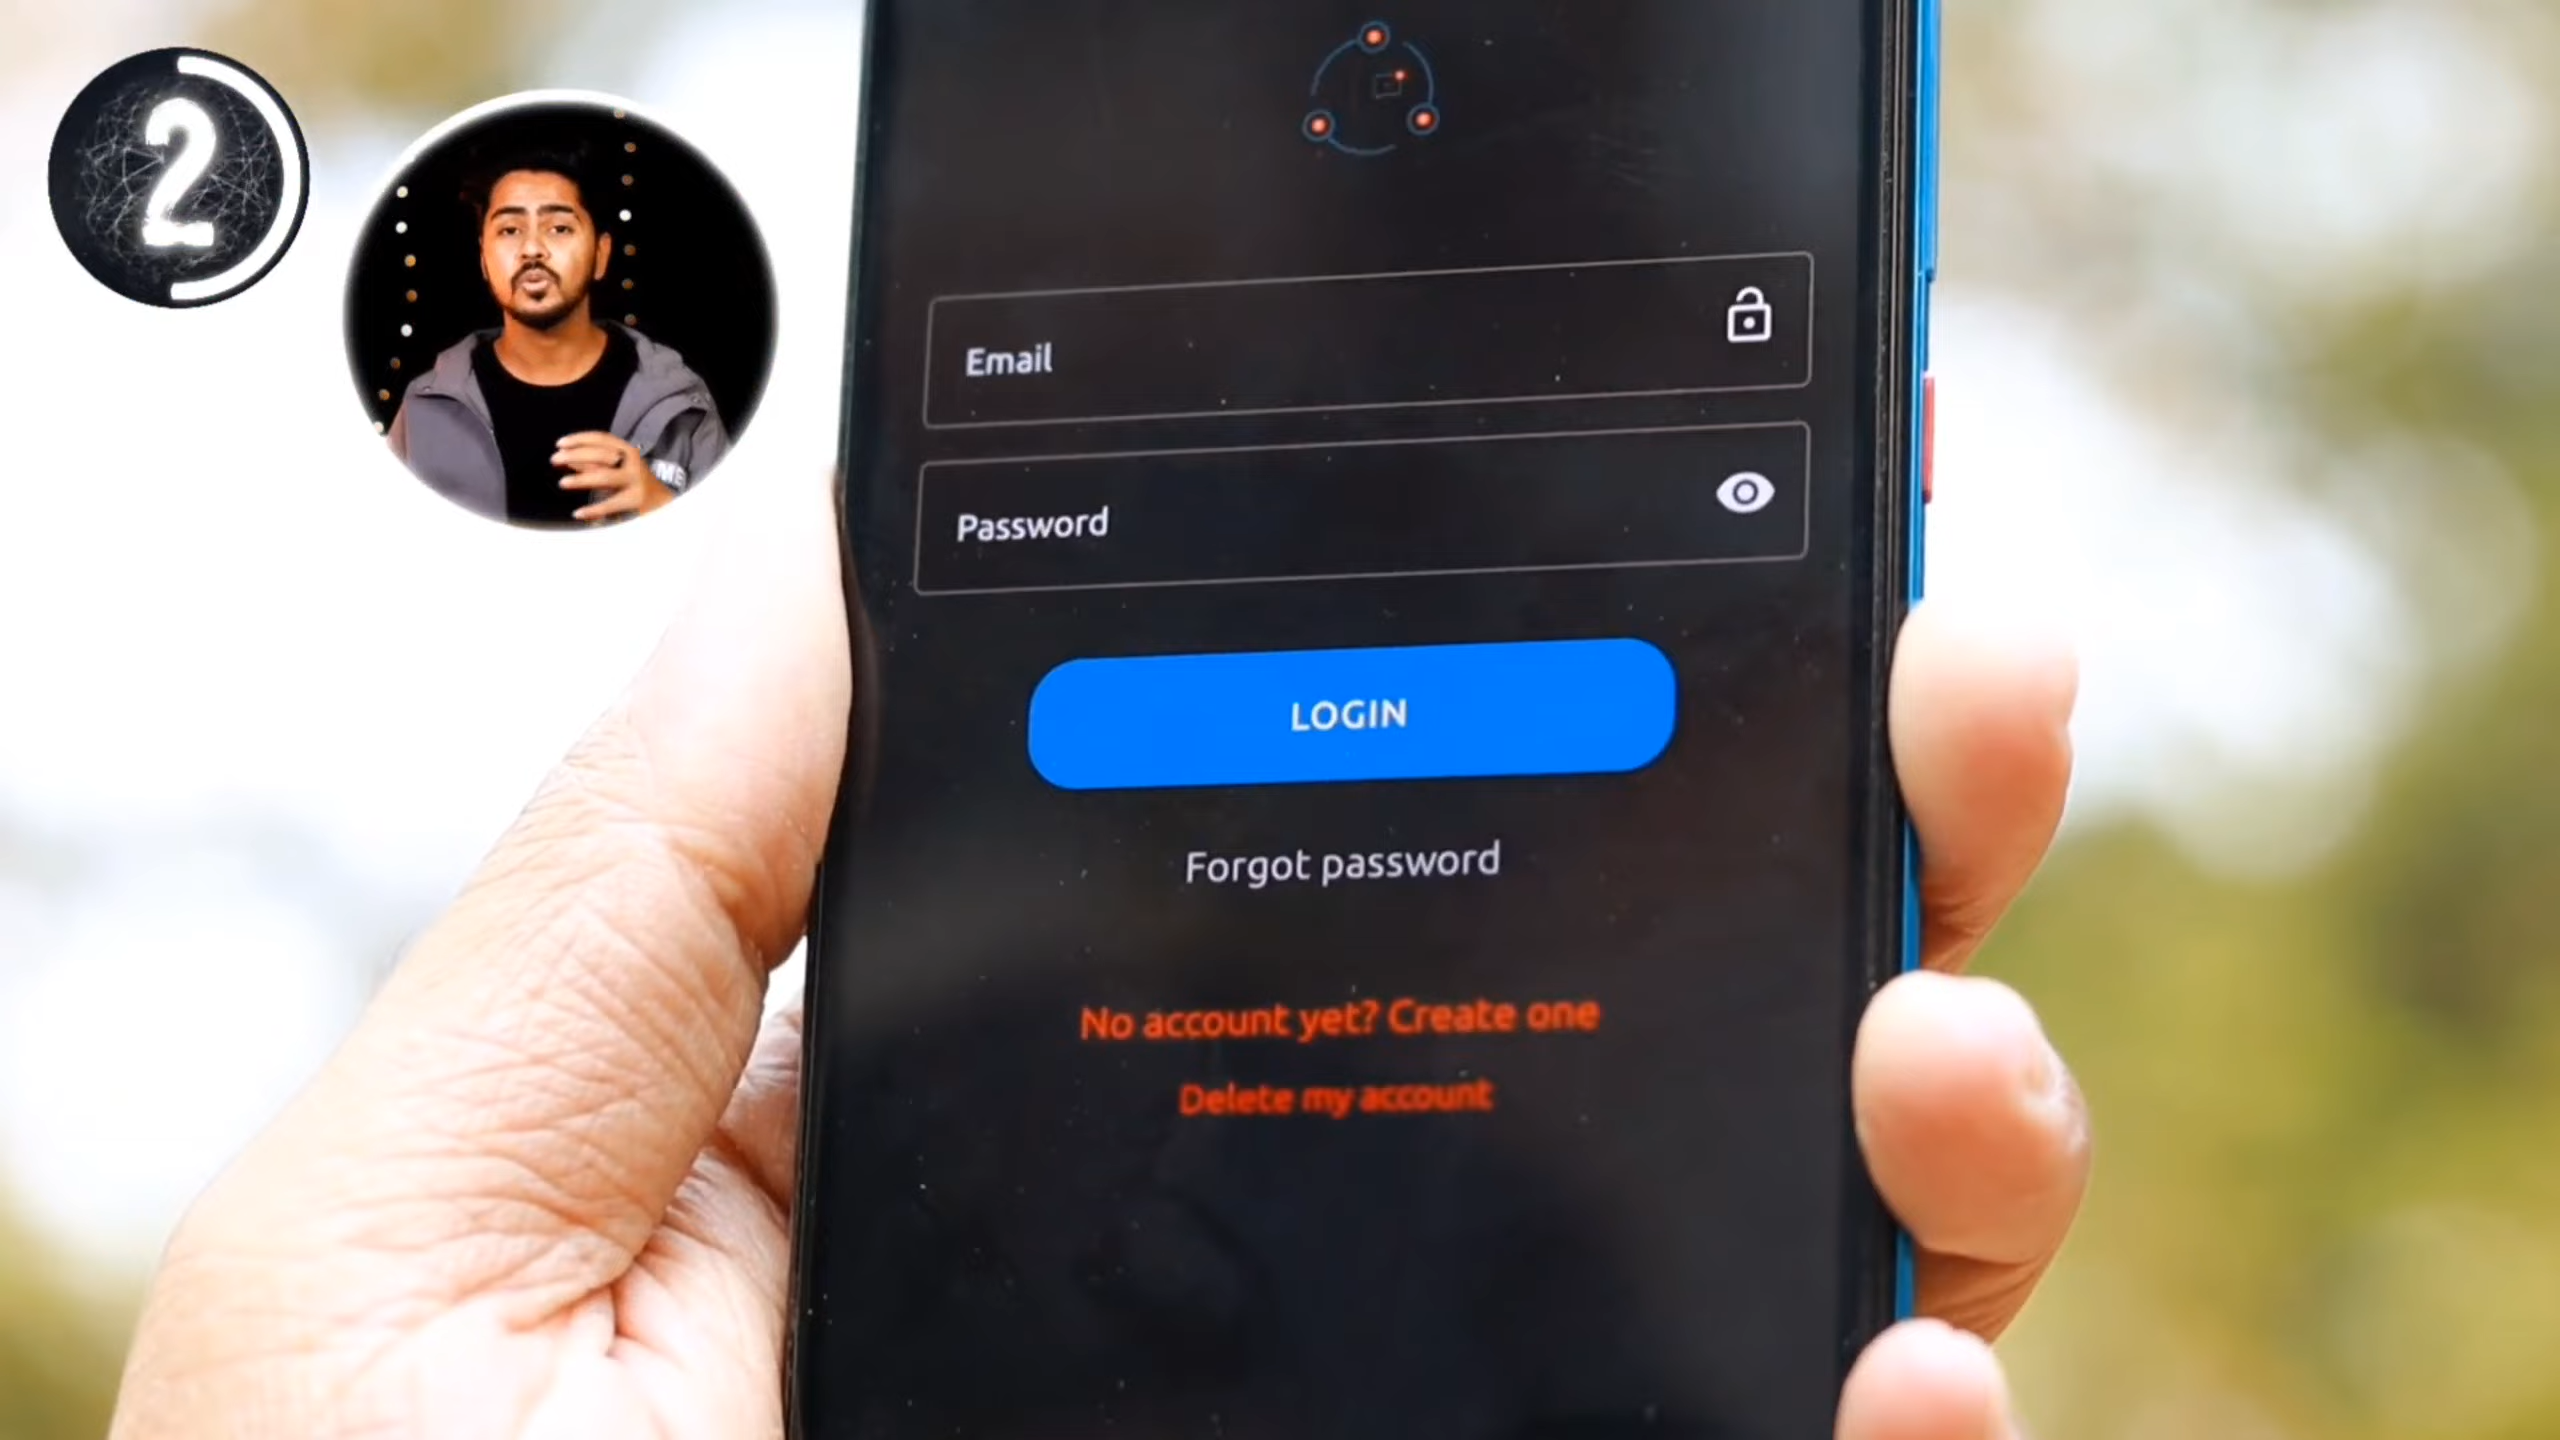 2
Email
Password
LOGIN
Forgot password
No account yet? Create one
Delete my account